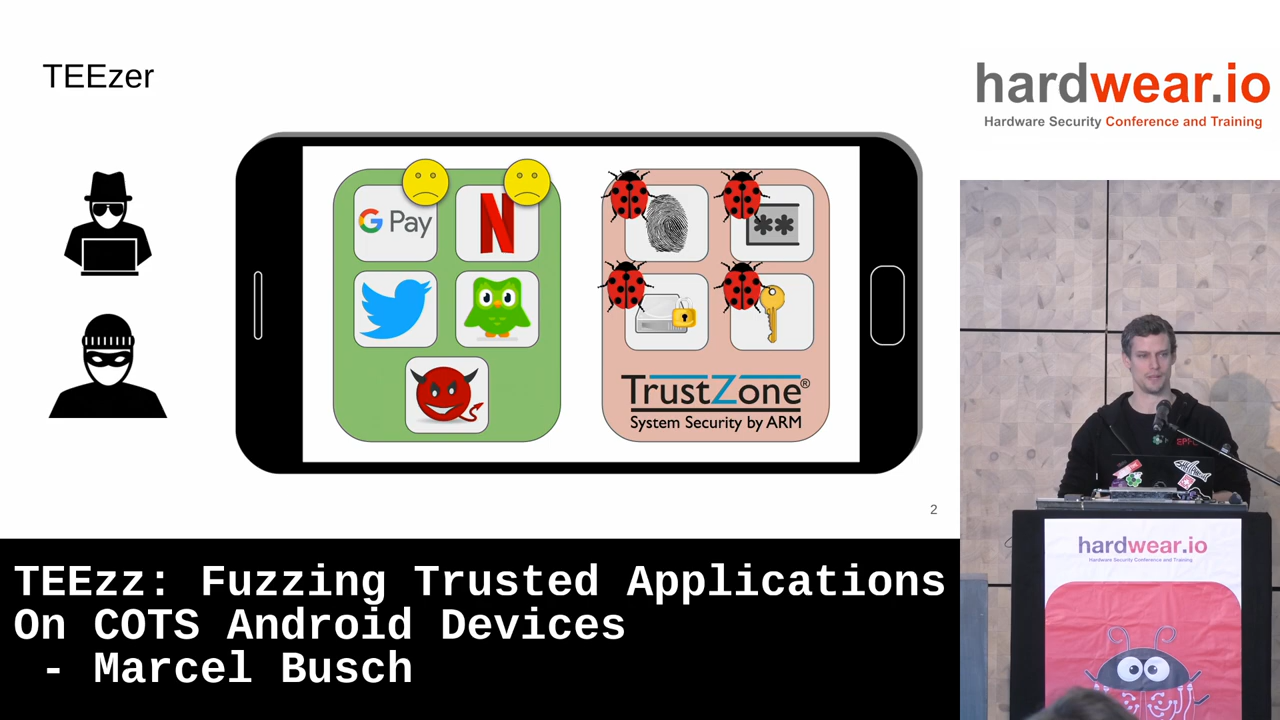 TEEzer
hardwear.io
Hardware Security Conference and Training
G Pay
N
**
TrustZone®
System Security by ARM
2
EPFL
hardwear.io
Hardware Security Conference and Training
TEEzz: Fuzzing Trusted Applications
On COTS Android Devices
- Marcel Busch